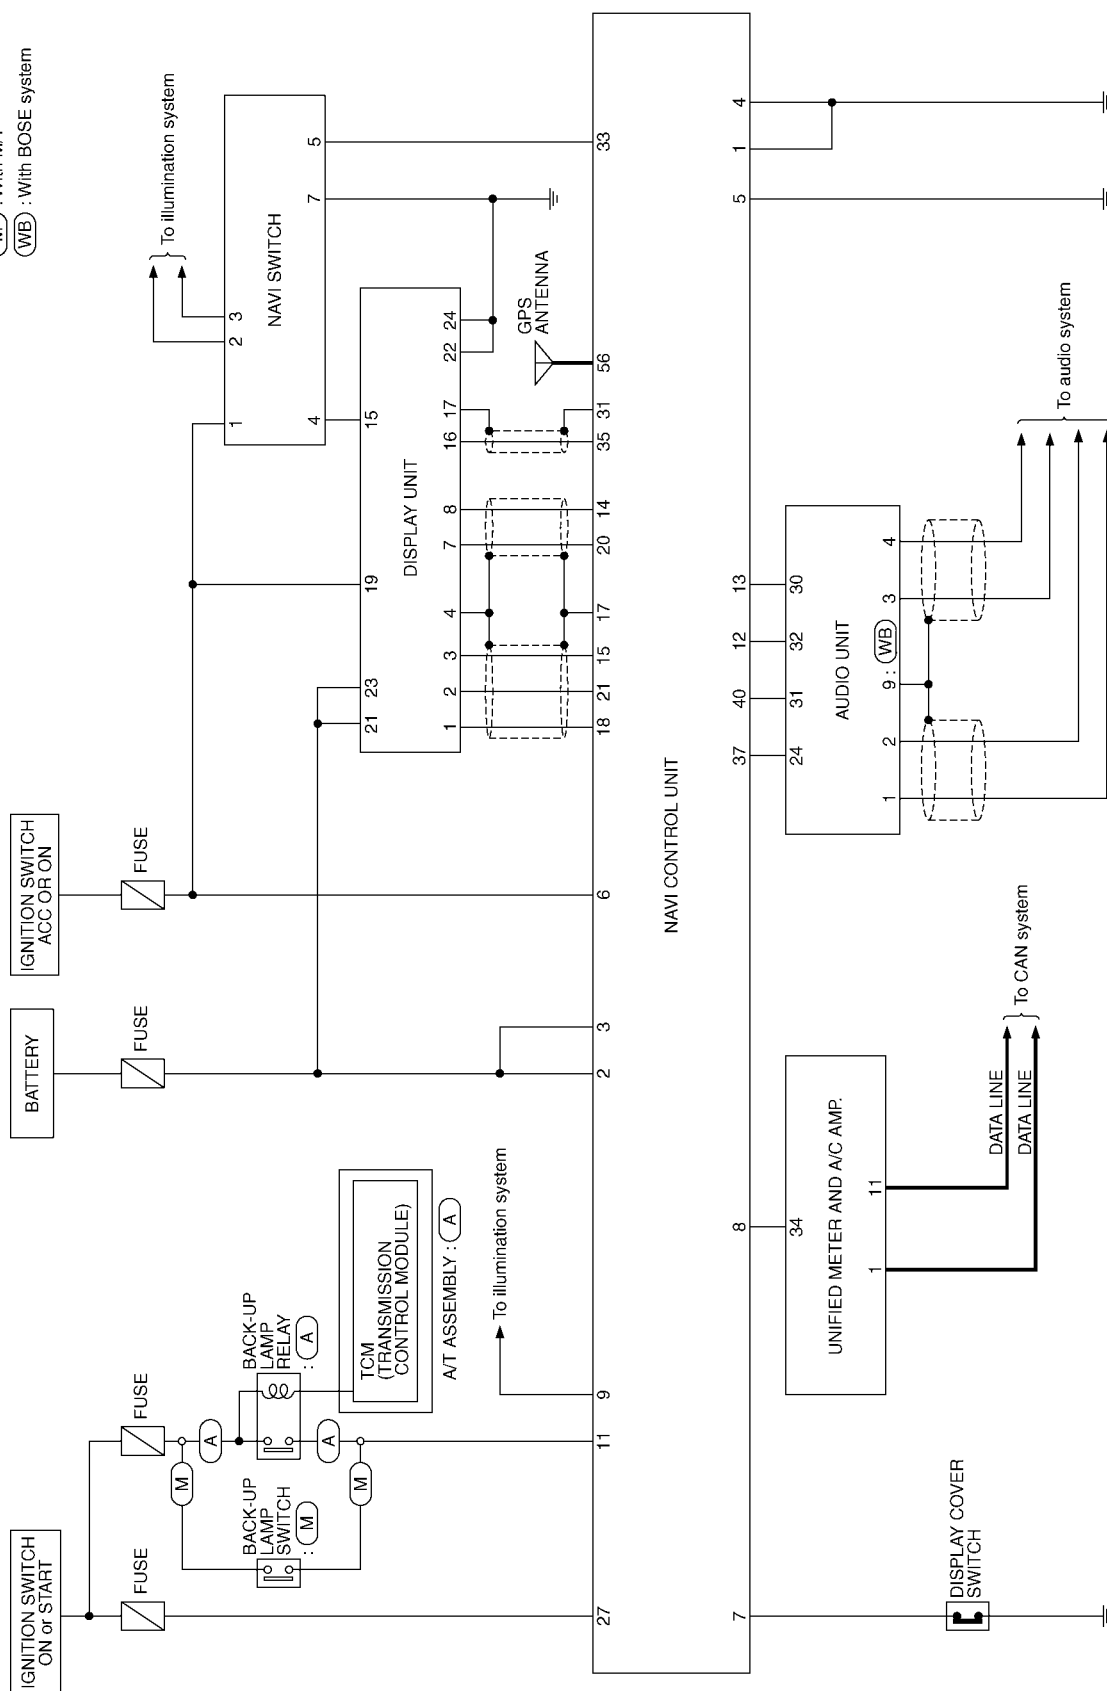 : With M/T
WB : With BOSE system
IGNITION SWITCH
ON or START
FUSE
FUSE
M
A
BACK-UP
LAMP
SWITCH
: M
BACK-UP
LAMP
RELAY
: A
M
A
TCM
(TRANSMISSION
CONTROL MODULE)
A/T ASSEMBLY : A
To illumination system
BATTERY
FUSE
IGNITION SWITCH
ACC OR ON
FUSE
To illumination system
1
2
3
NAVI SWITCH
4
7
5
21
23
19
15
DISPLAY UNIT
1
2
3
4
7
8
16
17
22
24
GPS
ANTENNA
27
11
9
2
3
6
18
21
15
17
20
14
35
31
56
33
NAVI CONTROL UNIT
7
8
37
40
12
13
5
1
4
34
UNIFIED METER AND A/C AMP.
1
11
DATA LINE
DATA LINE
To CAN system
24
31
32
30
AUDIO UNIT
1
2
9 : WB
3
4
To audio system
DISPLAY COVER
SWITCH